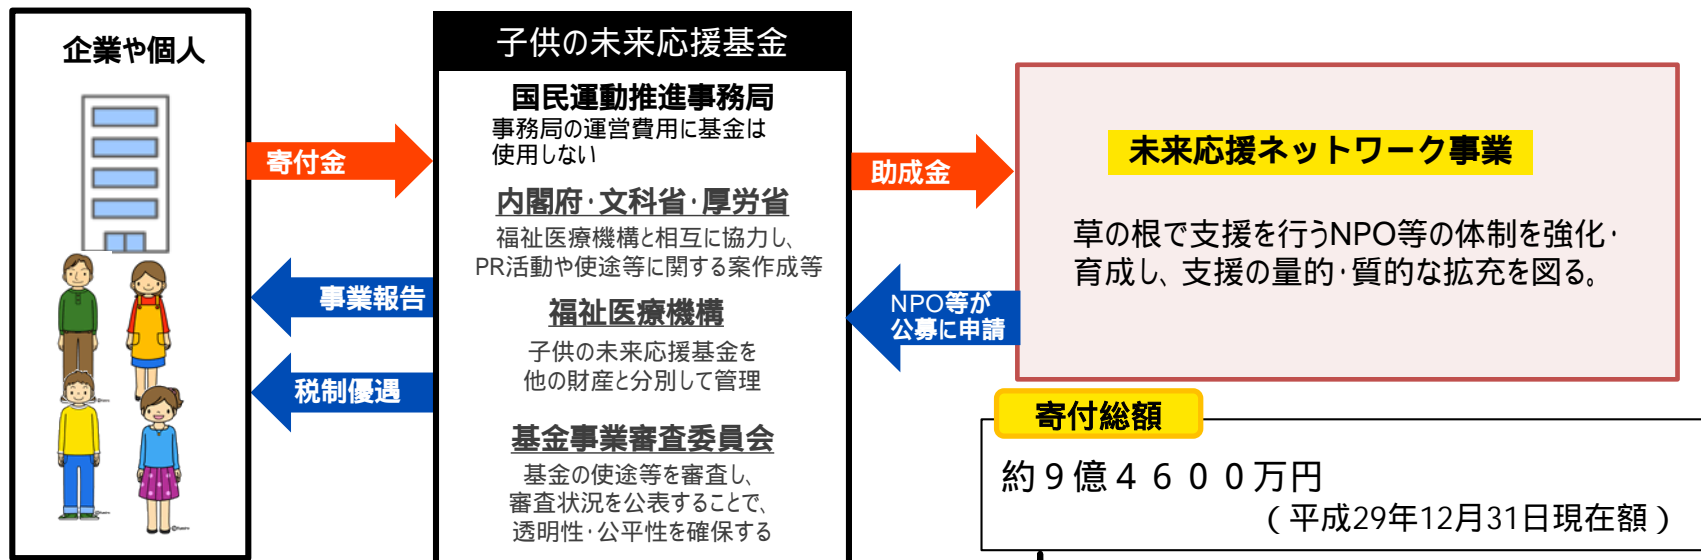 企業や個人
寄付金
事業報告
税制優遇
子供の未来応援基金
国民運動推進事務局
事務局の運営費用に基金は
使用しない
内閣府・文科省・厚労省
福祉医療機構と相互に協力し、
PR活動や使途等に関する案作成等
福祉医療機構
子供の未来応援基金を
他の財産と分別して管理
基金事業審査委員会
基金の使途等を審査し、
審査状況を公表することで、
透明性・公平性を確保する
助成金
NPO等が
公募に申請
未来応援ネットワーク事業
草の根で支援を行うNPO等の体制を強化・
育成し、支援の量的・質的な拡充を図る。
寄付総額
約９億４６００万円
（平成29年12月31日現在額）